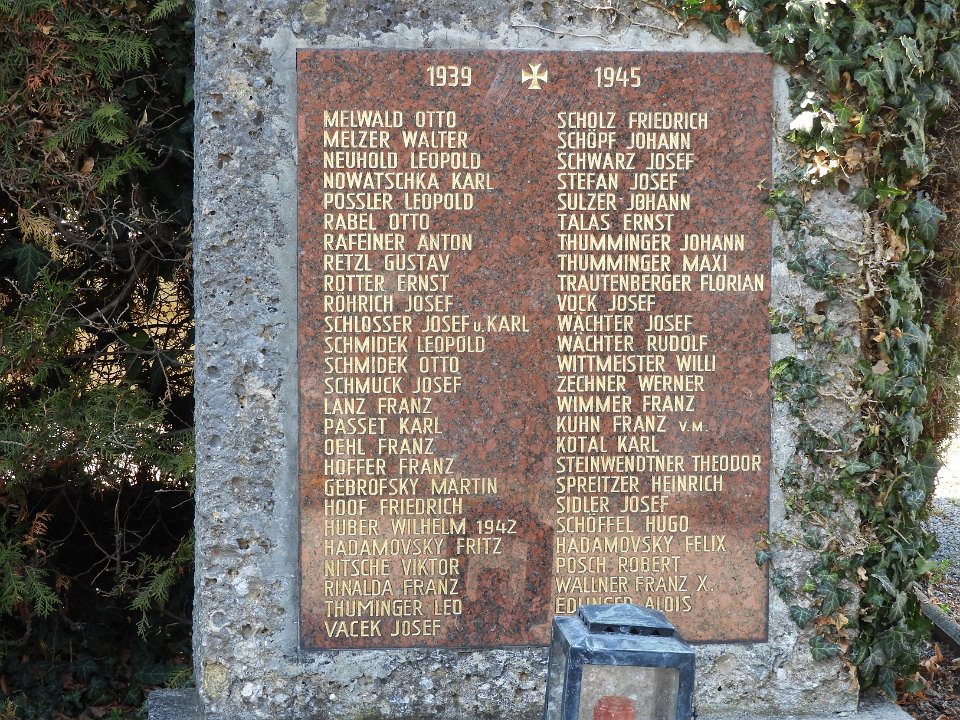 1939 1945
MELWALD OTTO
MELZER WALTER
NEUHOLD LEOPOLD
NOWATSCHKA KARL
POSSLER LEOPOLD
RABEL OTTO
RAFEINER ANTON
RETZL GUSTAV
ROTTER ERNST
RÖHRICH JOSEF
SCHLOSSER JOSEF u. KARL
SCHMIDEK LEOPOLD
SCHMIDEK OTTO
SCHMUCK JOSEF
LANZ FRANZ
PASSET KARL
OEHL FRANZ
HOFFER FRANZ
GEBROFSKY MARTIN
HOOF FRIEDRICH
HUBER WILHELM 1942
HADAMOVSKY FRITZ
NITSCHE VIKTOR
RINALDA FRANZ
THUMINGER LEO
VACEK JOSEF
SCHOLZ FRIEDRICH
SCHÖPF JOHANN
SCHWARZ JOSEF
STEFAN JOSEF
SULZER JOHANN
TALAS ERNST
THUMMINGER JOHANN
THUMMINGER MAXI
TRAUTENBERGER FLORIAN
VOCK JOSEF
WÄCHTER JOSEF
WÄCHTER RUDOLF
WITTMEISTER WILLI
ZECHNER WERNER
WIMMER FRANZ
KUHN FRANZ V.M.
KOTAL KARL
STEINWENDTNER THEODOR
SPREITZER HEINRICH
SIDLER JOSEF
SCHÖFFEL HUGO
HADAMOVSKY FELIX
POSCH ROBERT
WALLNER FRANZ X.
EDLINGER ALOIS